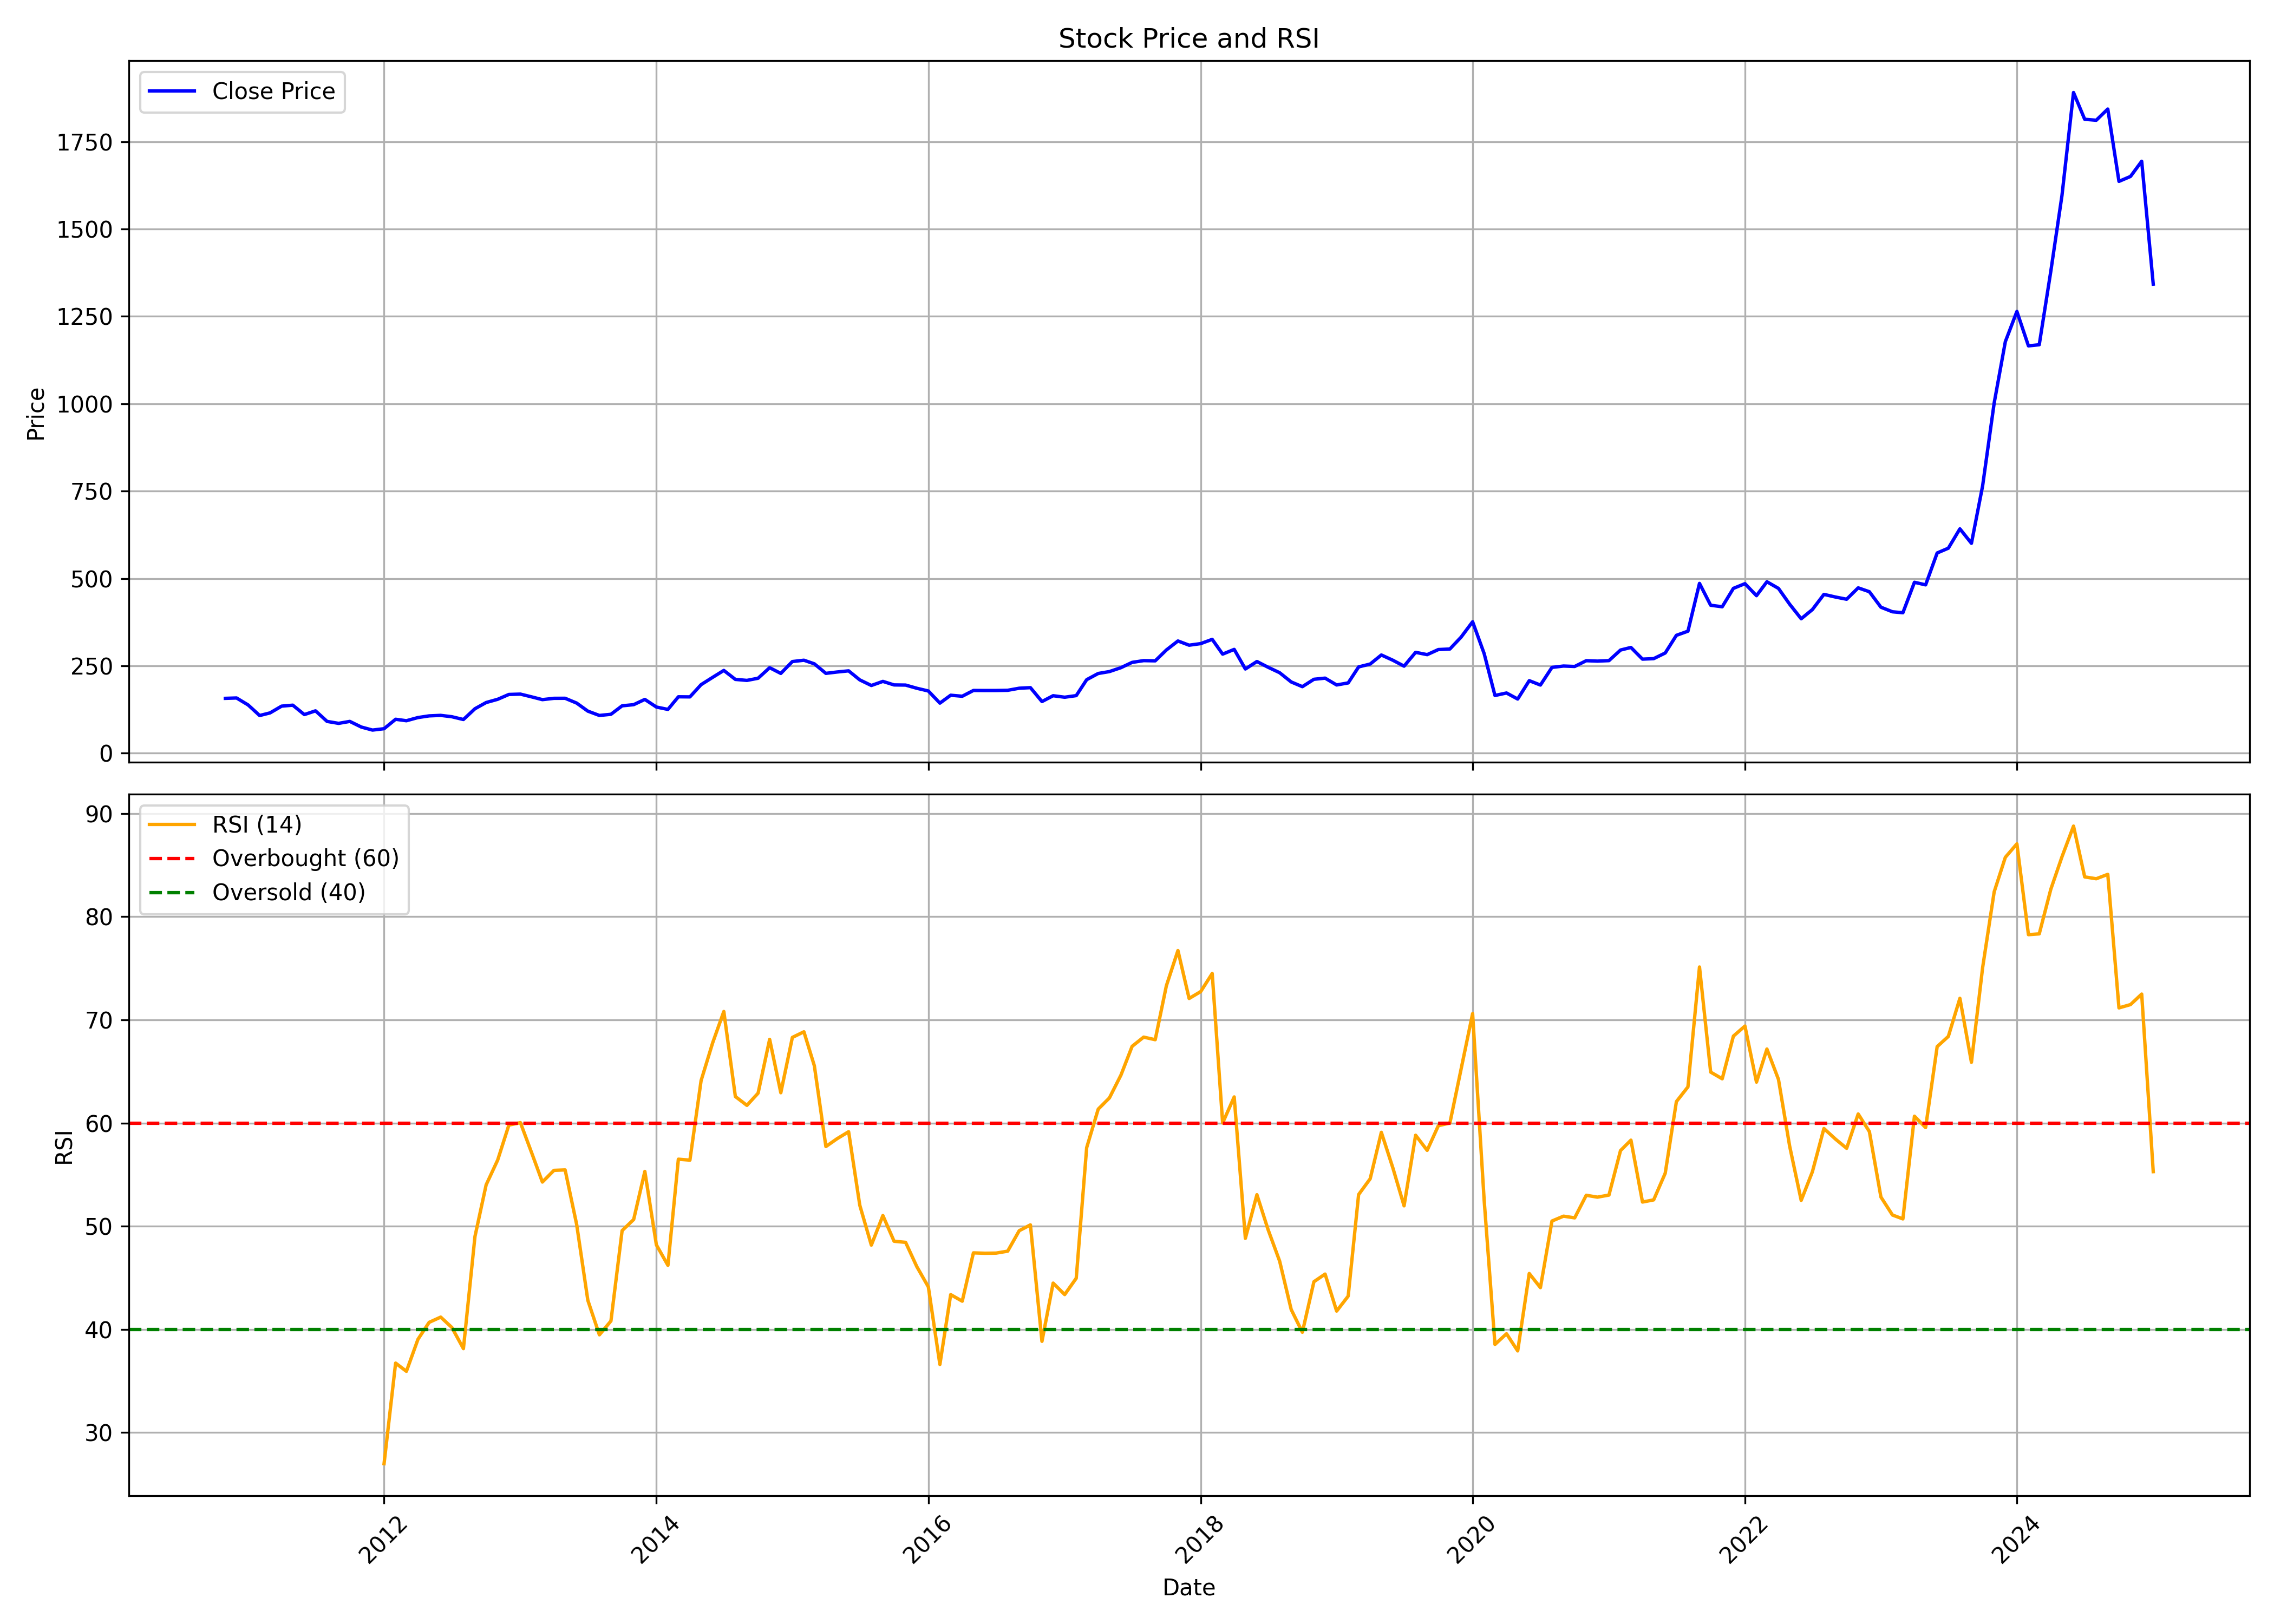 Stock Price and RSI
Close Price
Price
1750
1500
1250
1000
750
500
250
0
RSI (14)
Overbought (60)
Oversold (40)
RSI
90
80
70
60
50
40
30
2012
2014
2016
2018
2020
2022
2024
Date